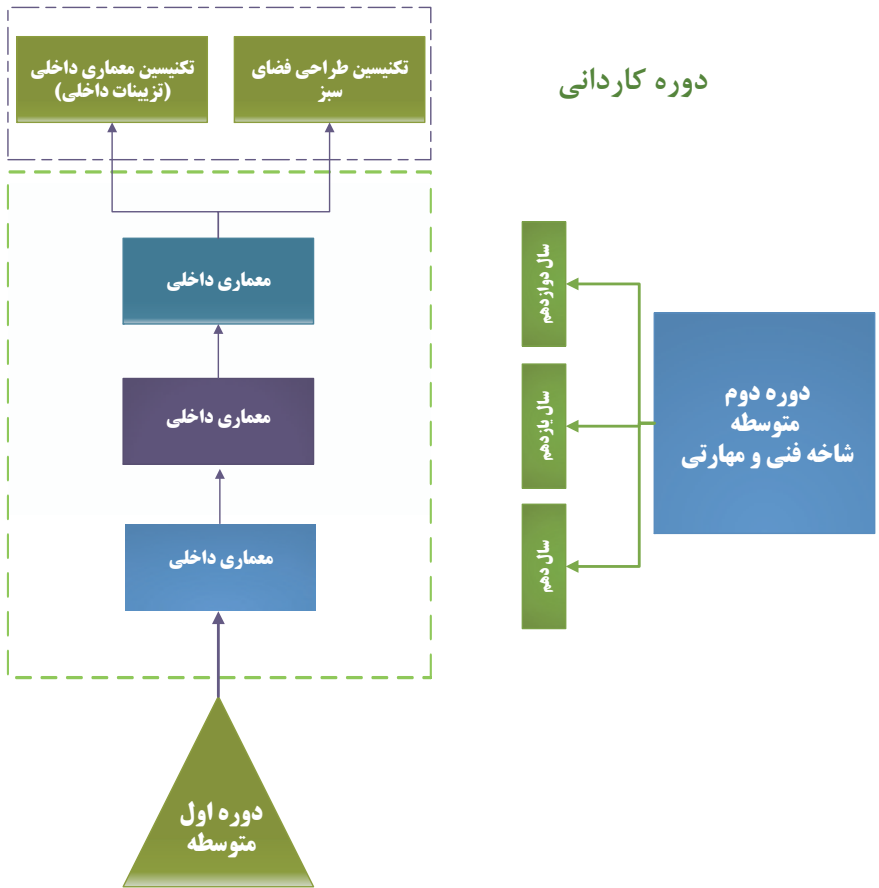 دوره کاردانی
تکنیسین طراحی فضای
سبز
تکنیسین معماری داخلی
(تزیینات داخلی)
دوره دوم
متوسطه
شاخه فنی و مهارتی
سال دوازدهم
معماری داخلی
سال یازدهم
معماری داخلی
سال دهم
معماری داخلی
دوره اول
متوسطه